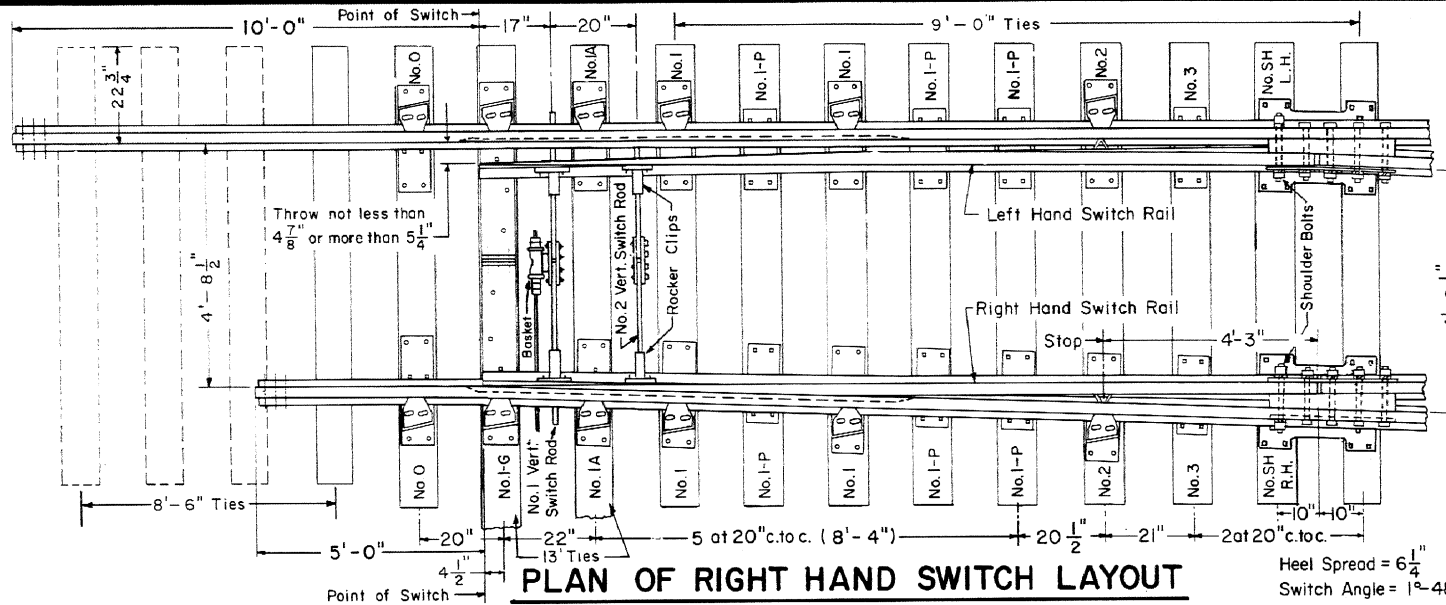 Point of Switch
10'-0"
17"
20"
9'-0" Ties
22 3/4"
No.0
No.1A
No.1
No.1-P
No.1
No.1-P
No.1-P
No.2
No.3
No.SH
L.H.
Throw not less than
4 7/8" or more than 5 1/4"
4'-8 1/2"
Basket
No.2 Vert. Switch Rod
Rocker Clips
Left Hand Switch Rail
Right Hand Switch Rail
Shoulder Bolts
Stop
4'-3"
No.1 Vert.
Switch Rod
No.0
No.1-G
No.1A
No.1
No.1-P
No.1
No.1-P
No.1-P
No.2
No.3
No.SH
R.H.
8'-6" Ties
10"
10"
20"
22"
5 at 20" c.to c. (8'-4")
20 1/2"
21"
2 at 20" c.to c.
5'-0"
13' Ties
4 1/2"
Point of Switch
PLAN OF RIGHT HAND SWITCH LAYOUT
Heel Spread = 6 1/4"
Switch Angle = 1°-4